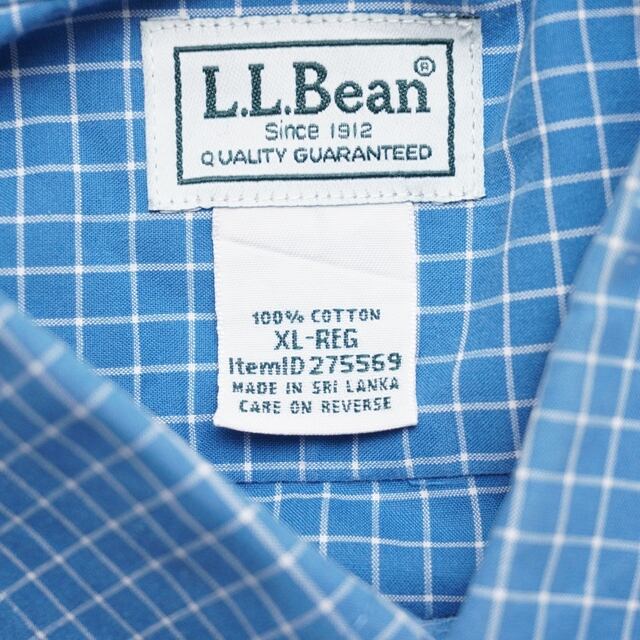 L.L.Bean®
Since 1912
QUALITY GUARANTEED
100% COTTON
XL-REG
ItemID 275569
MADE IN SRI LANKA
CARE ON REVERSE